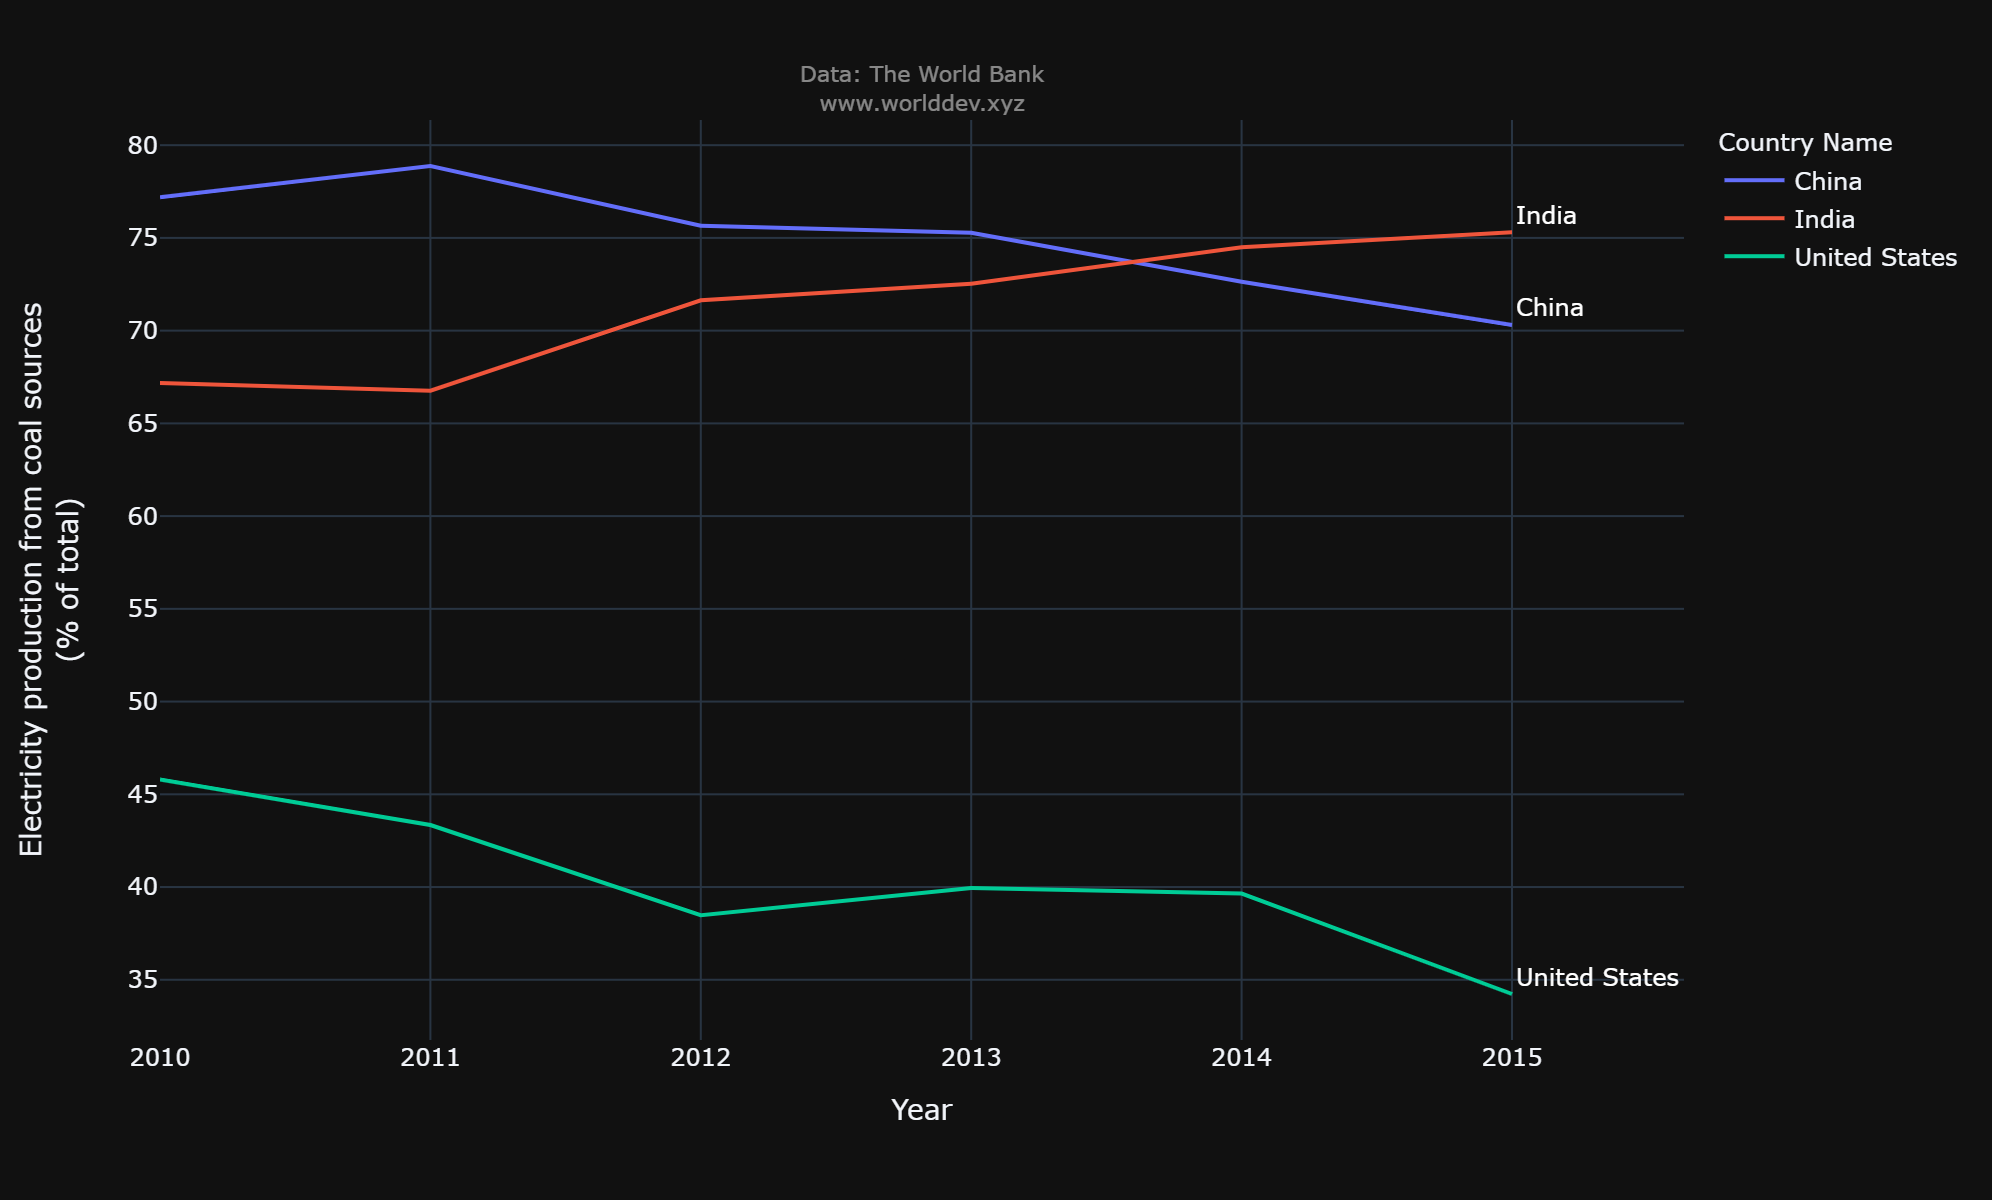 Data: The World Bank
www.worlddev.xyz
Electricity production from coal sources
(% of total)
80
75
70
65
60
55
50
45
40
35
India
China
United States
2010 2011 2012 2013 2014 2015
Year
Country Name
China
India
United States